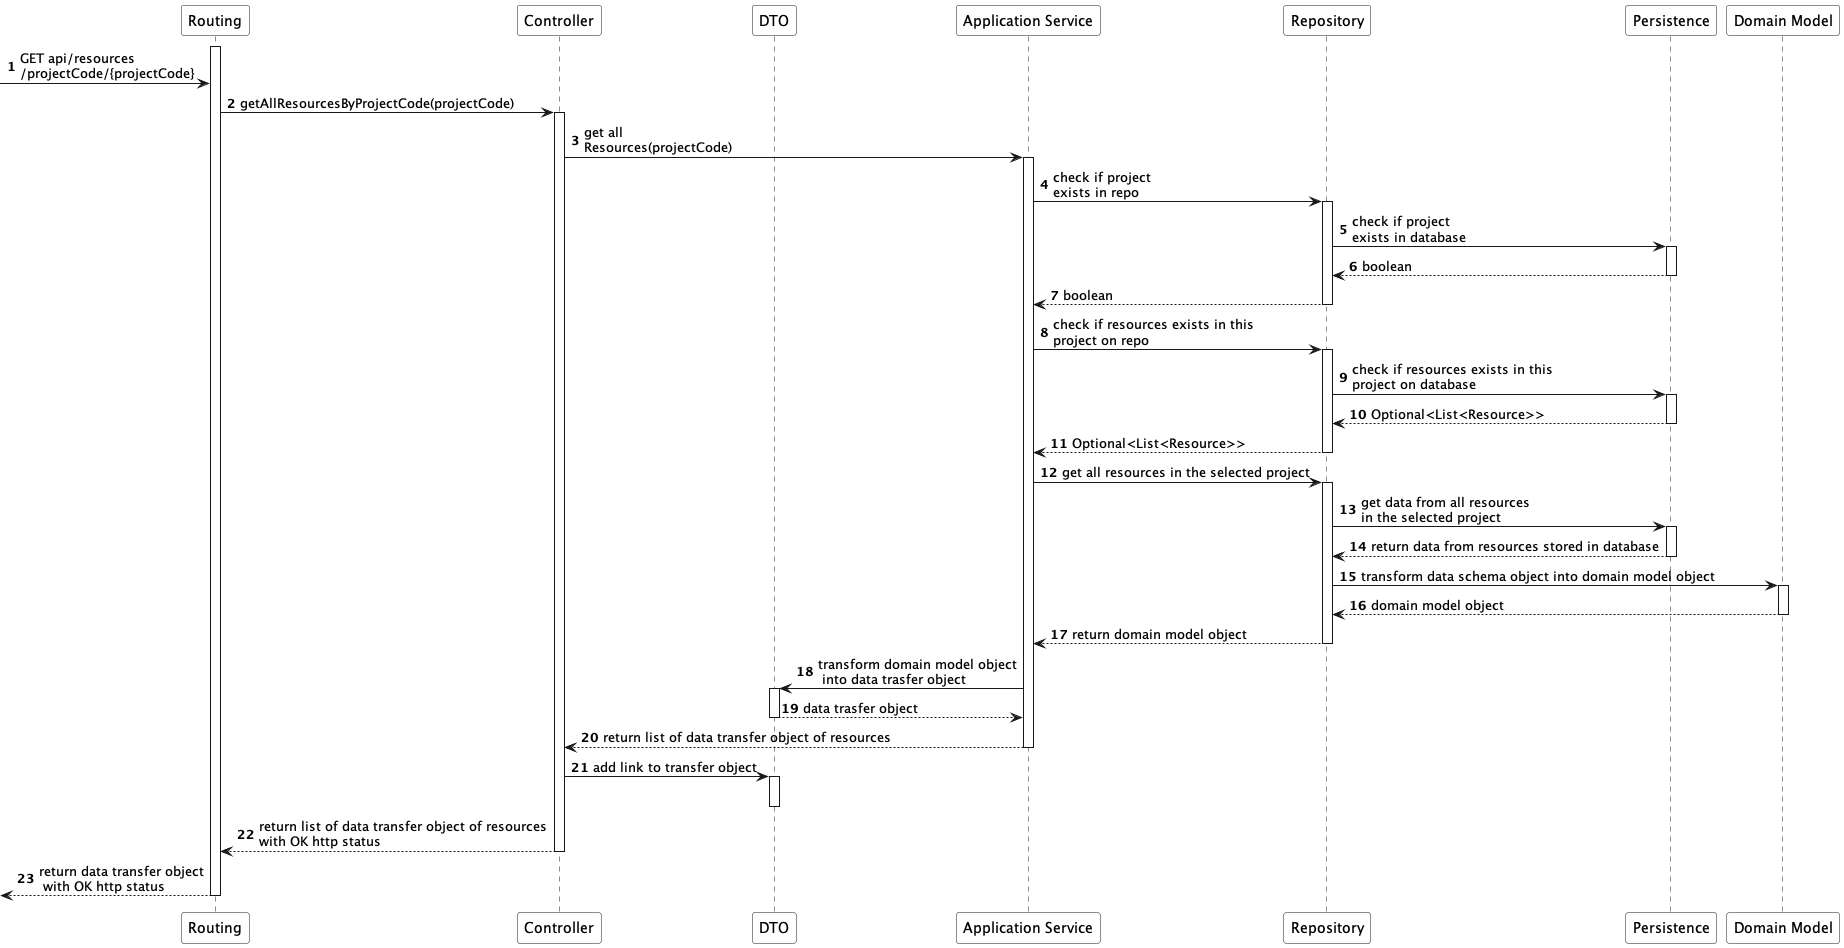 Routing Controller DTO Application Service Repository Persistence Domain Model
1 GET api/resources
/projectCode/{projectCode}
2 getAllResourcesByProjectCode(projectCode)
3 get all
Resources(projectCode)
4 check if project
exists in repo
5 check if project
exists in database
6 boolean
7 boolean
8 check if resources exists in this
project on repo
9 check if resources exists in this
project on database
10 Optional<List<Resource>>
11 Optional<List<Resource>>
12 get all resources in the selected project
13 get data from all resources
in the selected project
14 return data from resources stored in database
15 transform data schema object into domain model object
16 domain model object
17 return domain model object
18 transform domain model object
into data trasfer object
19 data trasfer object
20 return list of data transfer object of resources
21 add link to transfer object
22 return list of data transfer object of resources
with OK http status
23 return data transfer object
with OK http status
Routing Controller DTO Application Service Repository Persistence Domain Model